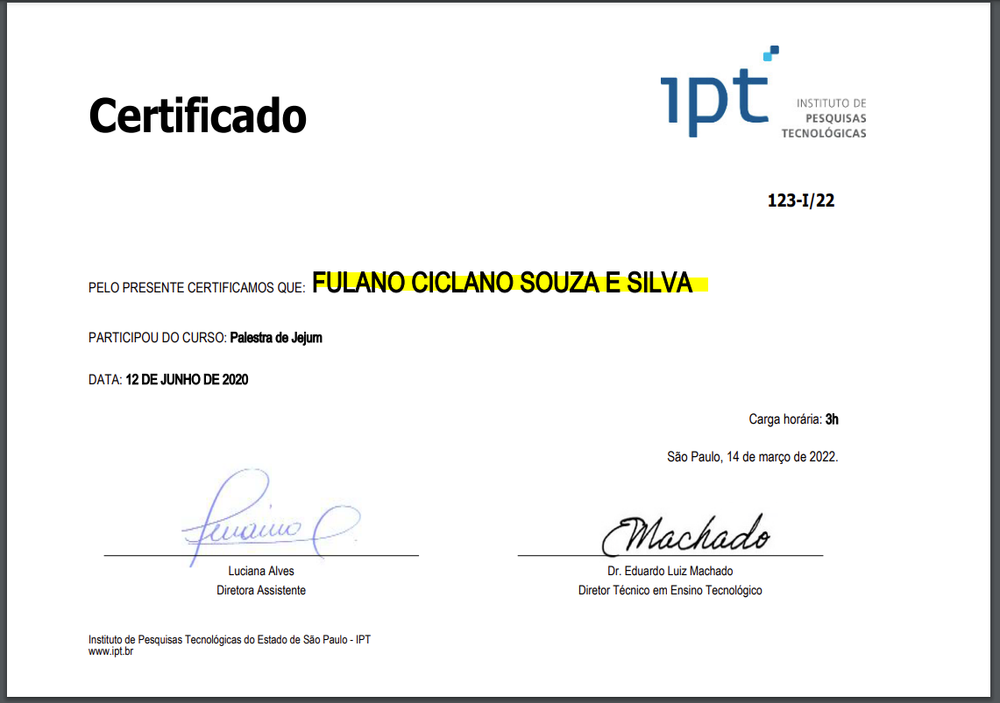 Certificado
ipt
INSTITUTO DE
PESQUISAS
TECNOLÓGICAS
123-I/22
PELO PRESENTE CERTIFICAMOS QUE: FULANO CICLANO SOUZA E SILVA
PARTICIPOU DO CURSO: Palestra de Jejum
DATA: 12 DE JUNHO DE 2020
Carga horária: 3h
São Paulo, 14 de março de 2022.
Machado
Luciana Alves
Diretora Assistente
Dr. Eduardo Luiz Machado
Diretor Técnico em Ensino Tecnológico
Instituto de Pesquisas Tecnológicas do Estado de São Paulo - IPT
www.ipt.br